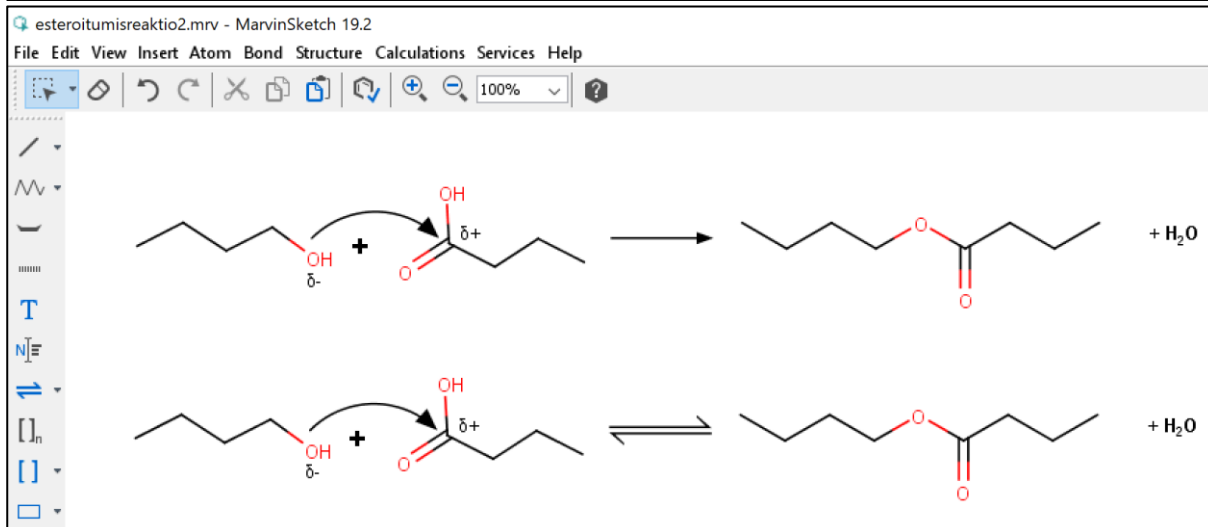 esteroitumisreaktio2.mrv - MarvinSketch 19.2
File Edit View Insert Atom Bond Structure Calculations Services Help
100% ?
T
N
[ ]n
[ ]
OH
δ+
+
OH
δ-
O
O
O
+ H₂O
OH
δ+
+
OH
δ-
O
O
O
+ H₂O